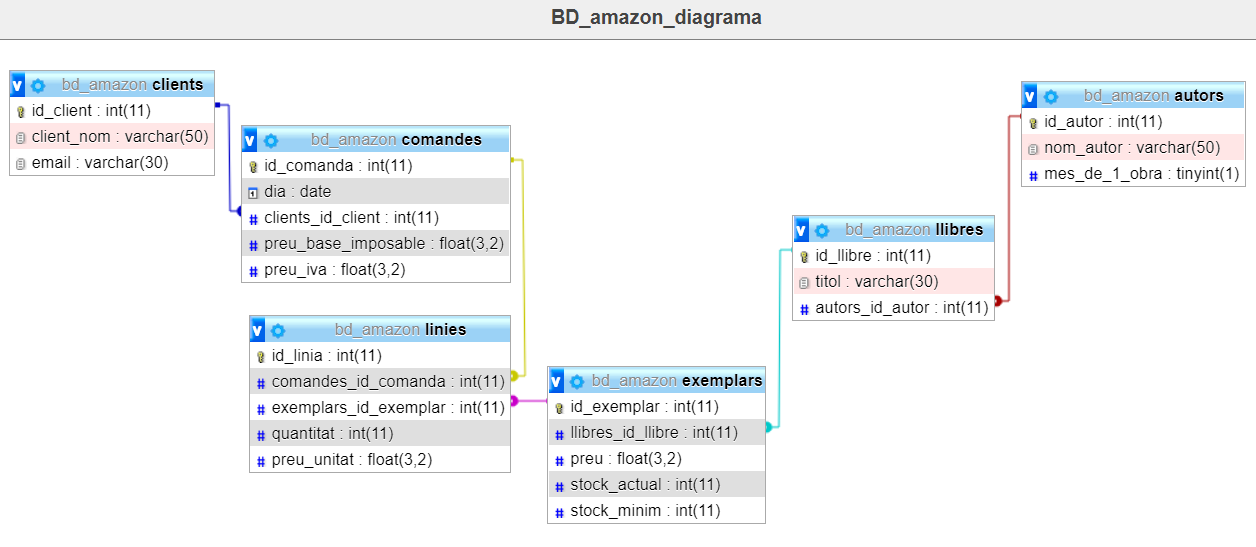 BD_amazon_diagrama
v bd_amazon clients
id_client : int(11)
client_nom : varchar(50)
email : varchar(30)
v bd_amazon comandes
id_comanda : int(11)
dia : date
# clients_id_client : int(11)
# preu_base_imposable : float(3,2)
# preu_iva : float(3,2)
v bd_amazon linies
id_linia : int(11)
# comandes_id_comanda : int(11)
# exemplars_id_exemplar : int(11)
# quantitat : int(11)
# preu_unitat : float(3,2)
v bd_amazon exemplars
id_exemplar : int(11)
# llibres_id_llibre : int(11)
# preu : float(3,2)
# stock_actual : int(11)
# stock_minim : int(11)
v bd_amazon llibres
id_llibre : int(11)
titol : varchar(30)
# autors_id_autor : int(11)
v bd_amazon autors
id_autor : int(11)
nom_autor : varchar(50)
# mes_de_1_obra : tinyint(1)